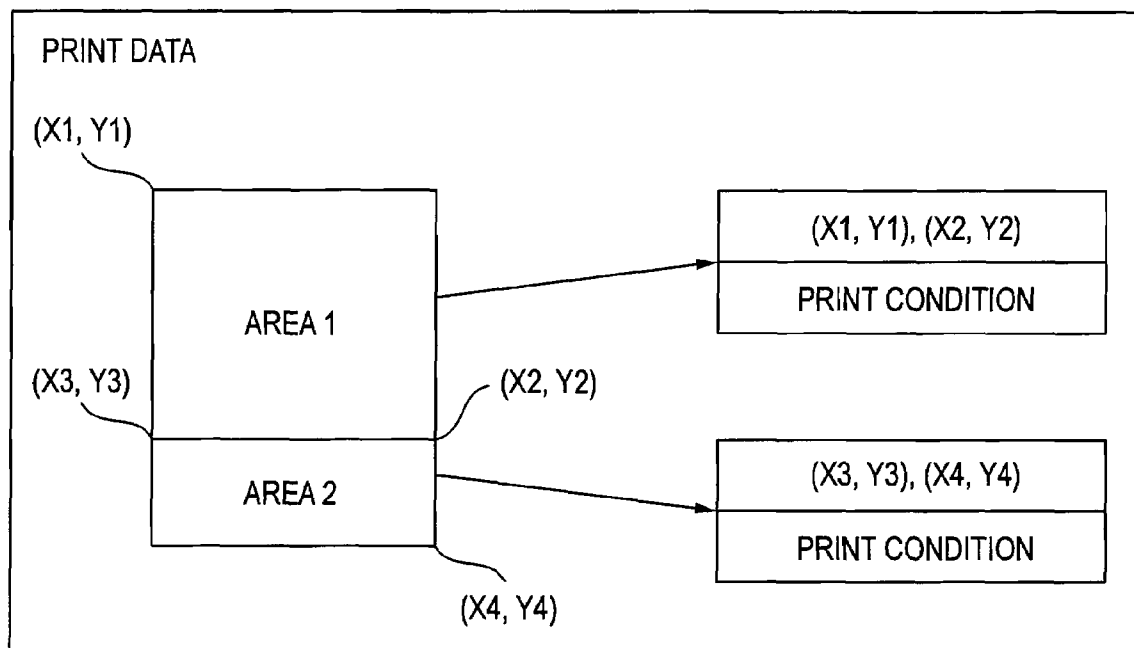 PRINT DATA
(X1, Y1)
AREA 1
(X1, Y1), (X2, Y2)
PRINT CONDITION
(X3, Y3)
(X2, Y2)
AREA 2
(X3, Y3), (X4, Y4)
PRINT CONDITION
(X4, Y4)